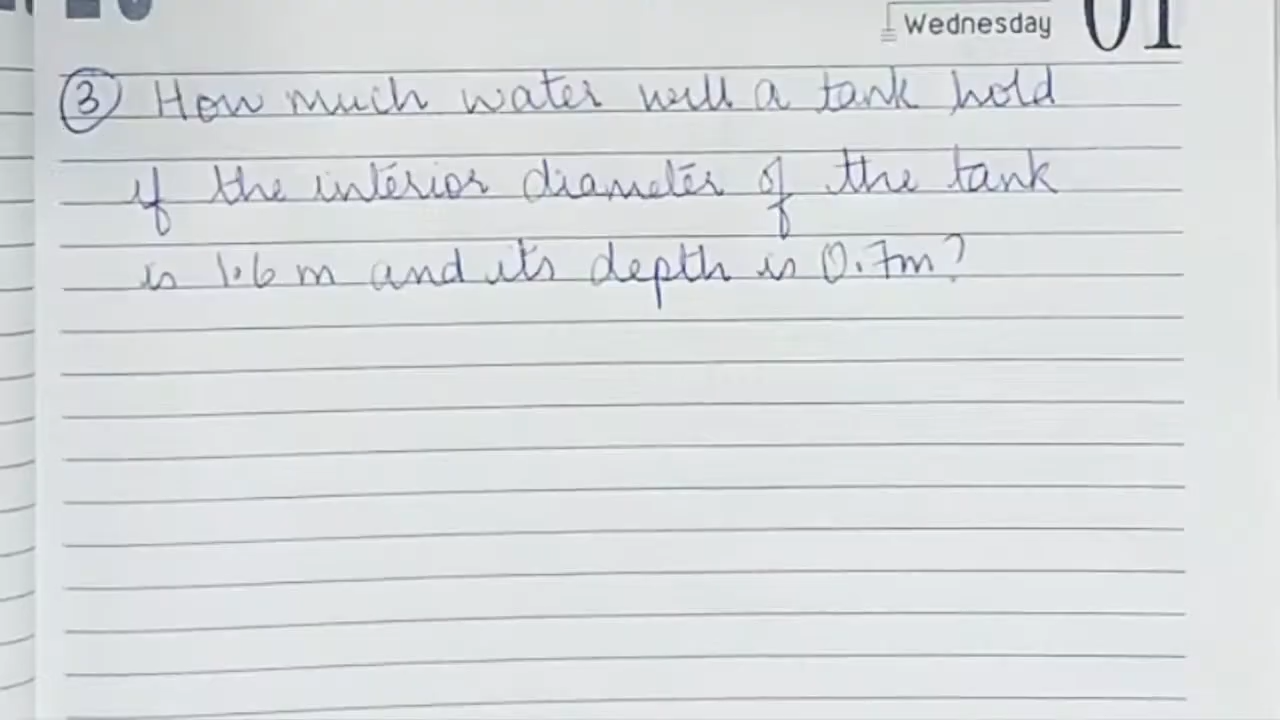 Wednesday 01
③ How much water will a tank hold
if the interior diameter of the tank
is 1.6 m and its depth is 0.7m?